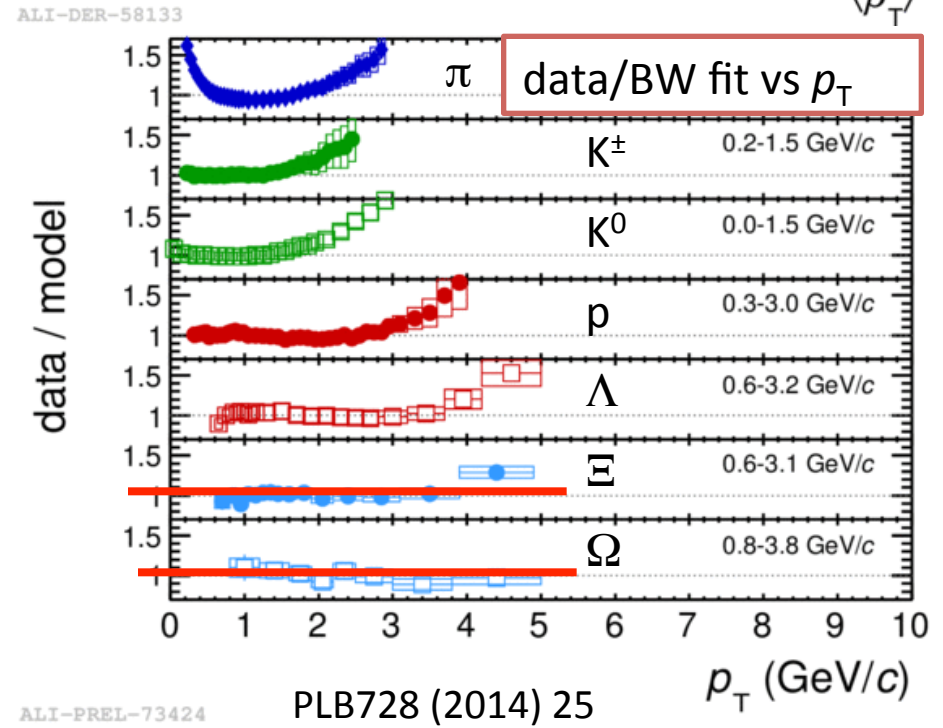 ALI-DER-58133
⟨pT⟩
1.5
1
π
data/BW fit vs pT
1.5
1
K±
0.2-1.5 GeV/c
1.5
1
K0
0.0-1.5 GeV/c
1.5
1
p
0.3-3.0 GeV/c
1.5
1
Λ
0.6-3.2 GeV/c
1.5
Ξ
0.6-3.1 GeV/c
1.5
Ω
0.8-3.8 GeV/c
data / model
0 1 2 3 4 5 6 7 8 9 10
pT (GeV/c)
PLB728 (2014) 25
ALI-PREL-73424